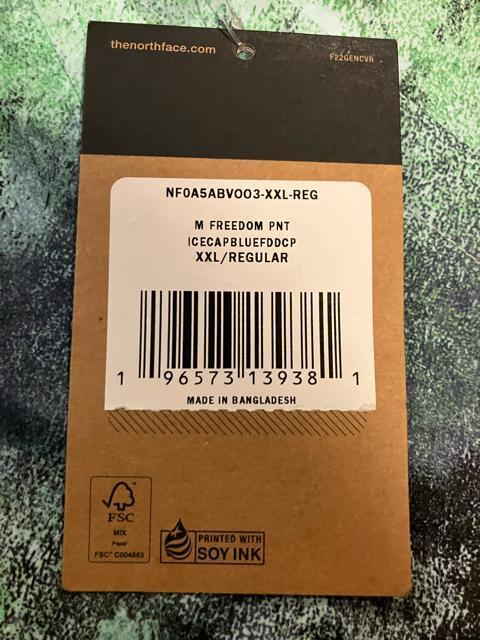 thenorthface.com
F22GENCVR
NF0A5ABVOO3-XXL-REG
M FREEDOM PNT
ICECAPBLUEFDDCP
XXL/REGULAR
1 96573 13938 1
MADE IN BANGLADESH
FSC
MIX
Paper
FSC® C004883
PRINTED WITH
SOY INK